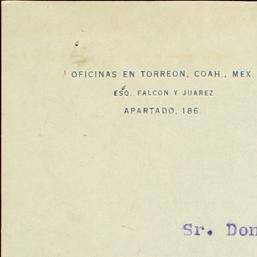 OFICINAS EN TORREON, COAH., MEX
ESQ. FALCON Y JUAREZ
APARTADO, 186.
Sr. Don